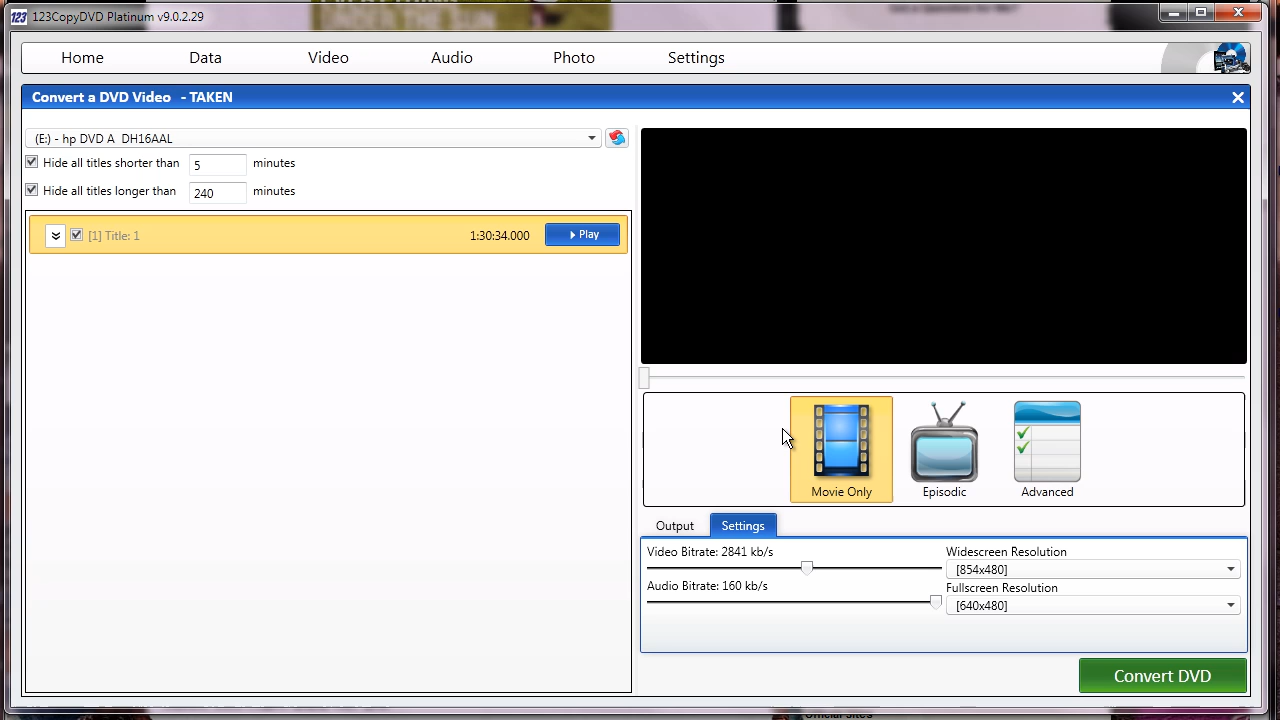 123 123CopyDVD Platinum v9.0.2.29
Home Data Video Audio Photo Settings
Convert a DVD Video - TAKEN
(E:) - hp DVD A DH16AAL
Hide all titles shorter than 5 minutes
Hide all titles longer than 240 minutes
[1] Title: 1 1:30:34.000 Play
Movie Only Episodic Advanced
Output Settings
Video Bitrate: 2841 kb/s
Audio Bitrate: 160 kb/s
Widescreen Resolution
[854x480]
Fullscreen Resolution
[640x480]
Convert DVD
Official Sites